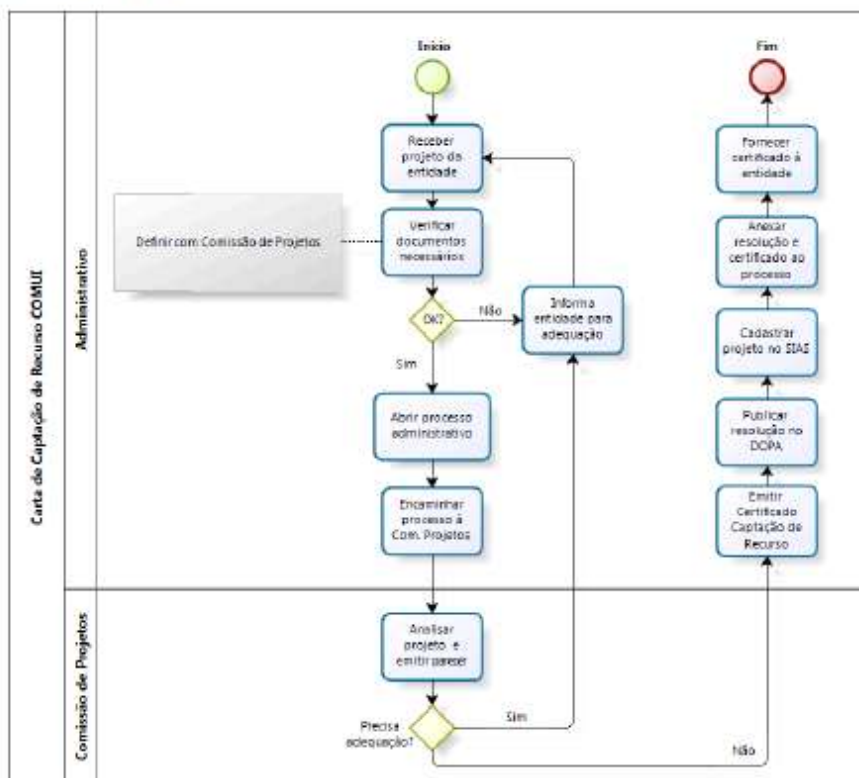 Carta de Captação de Recurso COMUI
Administrativo
Início
Receber
projeto da
entidade
Definir com Comissão de Projetos
Verificar
documentos
necessários
OK?
Não
Informa
entidade para
adequação
Sim
Abrir processo
administrativo
Encaminhar
processo à
Com. Projetos
Fim
Fornecer
certificado à
entidade
Anexar
resolução e
certificado ao
processo
Cadastrar
projeto no SIAS
Publicar
resolução no
DOPA
Emitir
Certificado
Captação de
Recurso
Comissão de Projetos
Analisar
projeto e
emitir parecer
Precisa
adequação?
Sim
Não